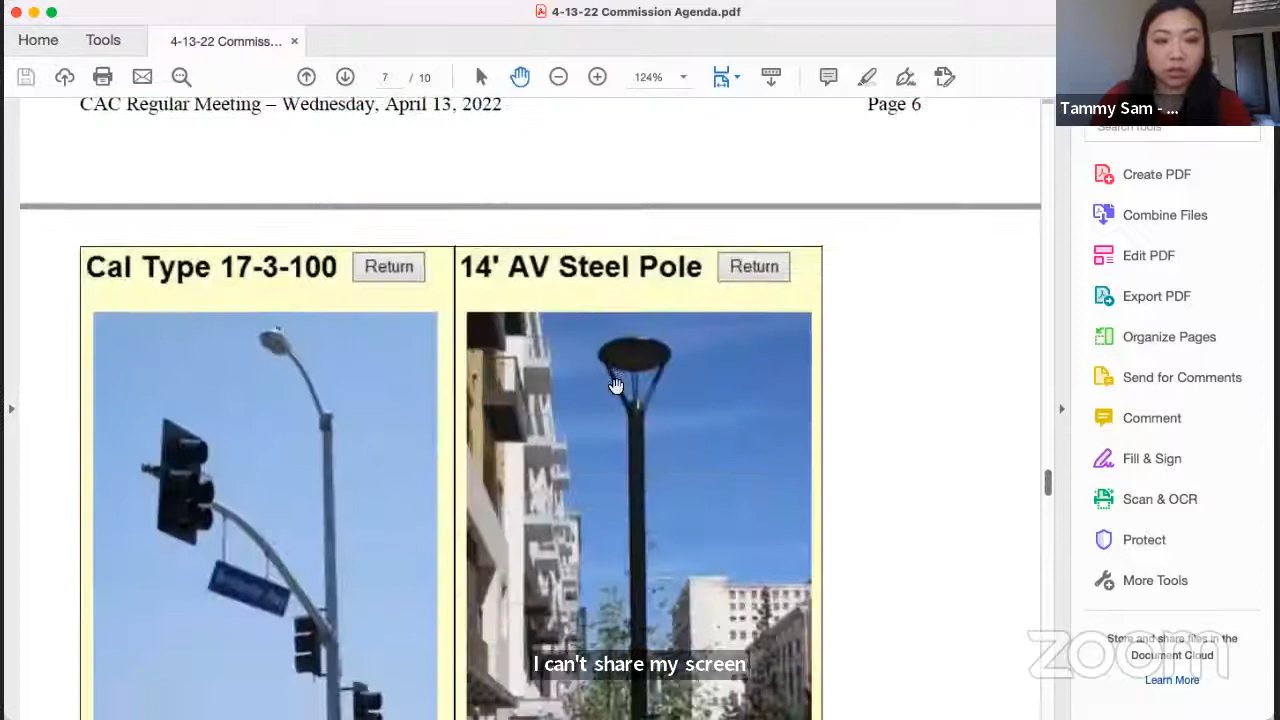 4-13-22 Commission Agenda.pdf
Home
Tools
4-13-22 Commiss...
7 / 10
124%
CAC Regular Meeting – Wednesday, April 13, 2022
Page 6
Tammy Sam - ...
Search tools
Create PDF
Combine Files
Edit PDF
Export PDF
Organize Pages
Send for Comments
Comment
Fill & Sign
Scan & OCR
Protect
More Tools
Store and share files in the
Document Cloud
Learn More
Cal Type 17-3-100
Return
14' AV Steel Pole
Return
I can't share my screen
zoom